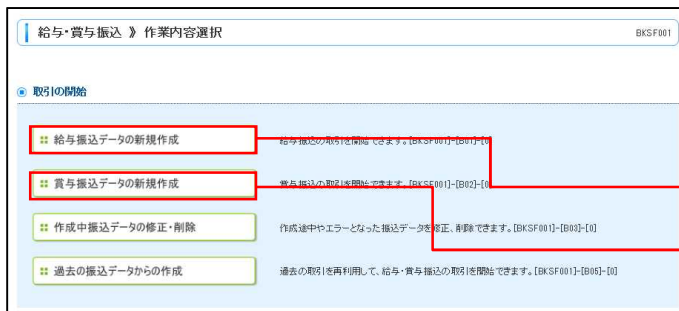 給与・賞与振込 》 作業内容選択
BKSF001
取引の開始
給与振込データの新規作成
給与振込の取引を開始できます。[BKSF001]-[B01]-[0]
賞与振込データの新規作成
賞与振込の取引を開始できます。[BKSF001]-[B02]-[0]
作成中振込データの修正・削除
作成途中やエラーとなった振込データを修正、削除できます。[BKSF001]-[B03]-[0]
過去の振込データからの作成
過去の取引を再利用して、給与・賞与振込の取引を開始できます。[BKSF001]-[B05]-[0]